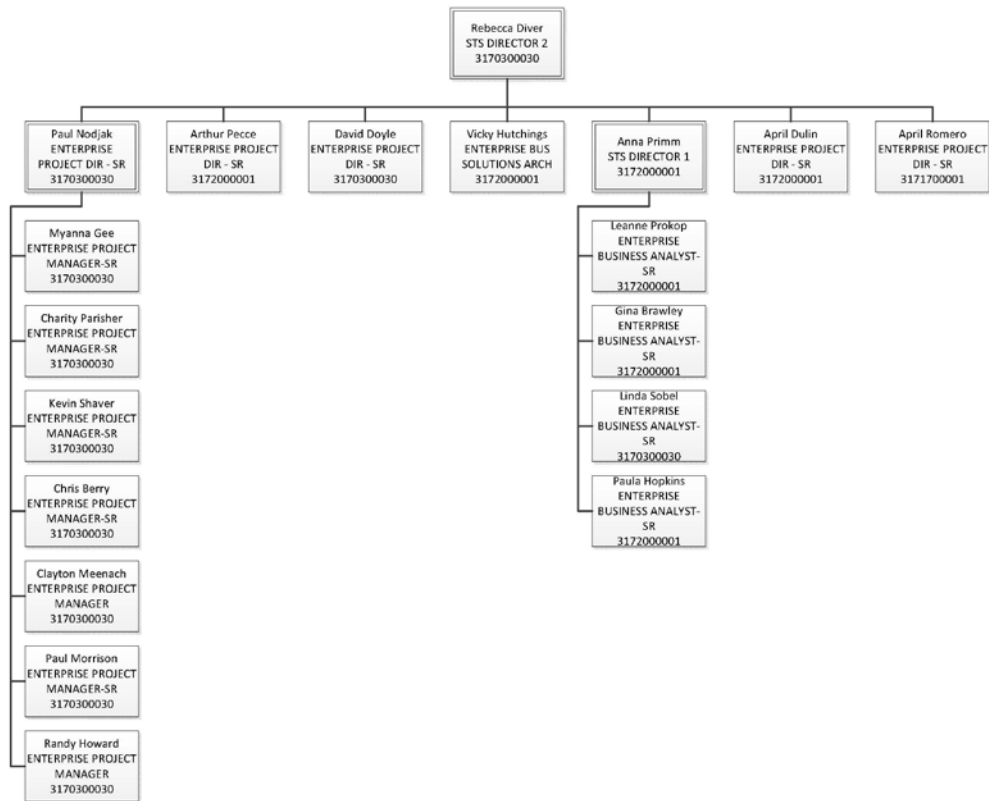 Rebecca Diver
STS DIRECTOR 2
3170300030
Paul Nodjak
ENTERPRISE
PROJECT DIR - SR
3170300030
Arthur Pecce
ENTERPRISE PROJECT
DIR - SR
3172000001
David Doyle
ENTERPRISE PROJECT
DIR - SR
3170300030
Vicky Hutchings
ENTERPRISE BUS
SOLUTIONS ARCH
3172000001
Anna Primm
STS DIRECTOR 1
3172000001
April Dulin
ENTERPRISE PROJECT
DIR - SR
3172000001
April Romero
ENTERPRISE PROJECT
DIR - SR
3171700001
Myanna Gee
ENTERPRISE PROJECT
MANAGER-SR
3170300030
Charity Parisher
ENTERPRISE PROJECT
MANAGER-SR
3170300030
Kevin Shaver
ENTERPRISE PROJECT
MANAGER-SR
3170300030
Chris Berry
ENTERPRISE PROJECT
MANAGER-SR
3170300030
Clayton Meenach
ENTERPRISE PROJECT
MANAGER
3170300030
Paul Morrison
ENTERPRISE PROJECT
MANAGER-SR
3170300030
Randy Howard
ENTERPRISE PROJECT
MANAGER
3170300030
Leanne Prokop
ENTERPRISE
BUSINESS ANALYST-
SR
3172000001
Gina Brawley
ENTERPRISE
BUSINESS ANALYST-
SR
3172000001
Linda Sobel
ENTERPRISE
BUSINESS ANALYST-
SR
3170300030
Paula Hopkins
ENTERPRISE
BUSINESS ANALYST-
SR
3172000001